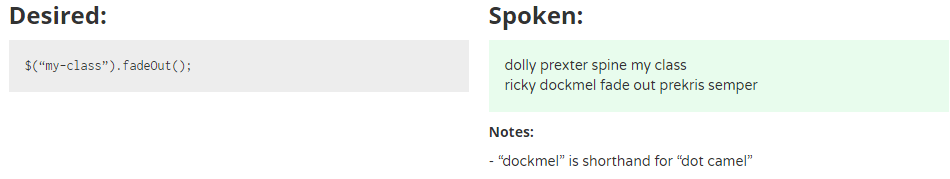 Desired:
$(“my-class”).fadeOut();
Spoken:
dolly prexter spine my class
ricky dockmel fade out prekris semper
Notes:
- “dockmel” is shorthand for “dot camel”